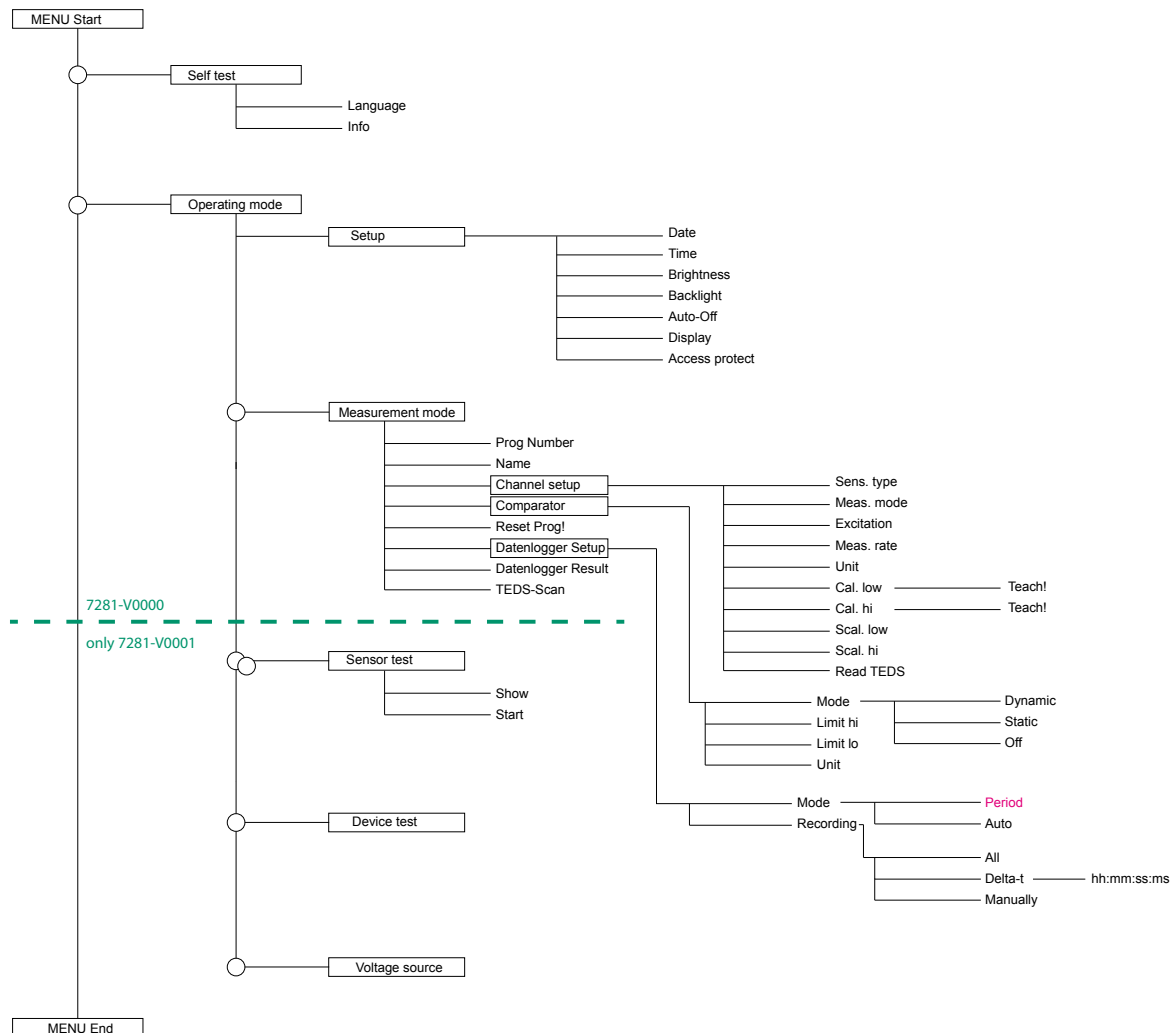 MENU Start
Self test
Language
Info
Operating mode
Setup
Date
Time
Brightness
Backlight
Auto-Off
Display
Access protect
Measurement mode
Prog Number
Name
Channel setup
Comparator
Reset Prog!
Datenlogger Setup
Datenlogger Result
TEDS-Scan
Sens. type
Meas. mode
Excitation
Meas. rate
Unit
Cal. low
Teach!
Cal. hi
Teach!
Scal. low
Scal. hi
Read TEDS
Mode
Dynamic
Static
Off
Limit hi
Limit lo
Unit
Mode
Period
Auto
Recording
All
Delta-t
hh:mm:ss:ms
Manually
7281-V0000
only 7281-V0001
Sensor test
Show
Start
Device test
Voltage source
MENU End